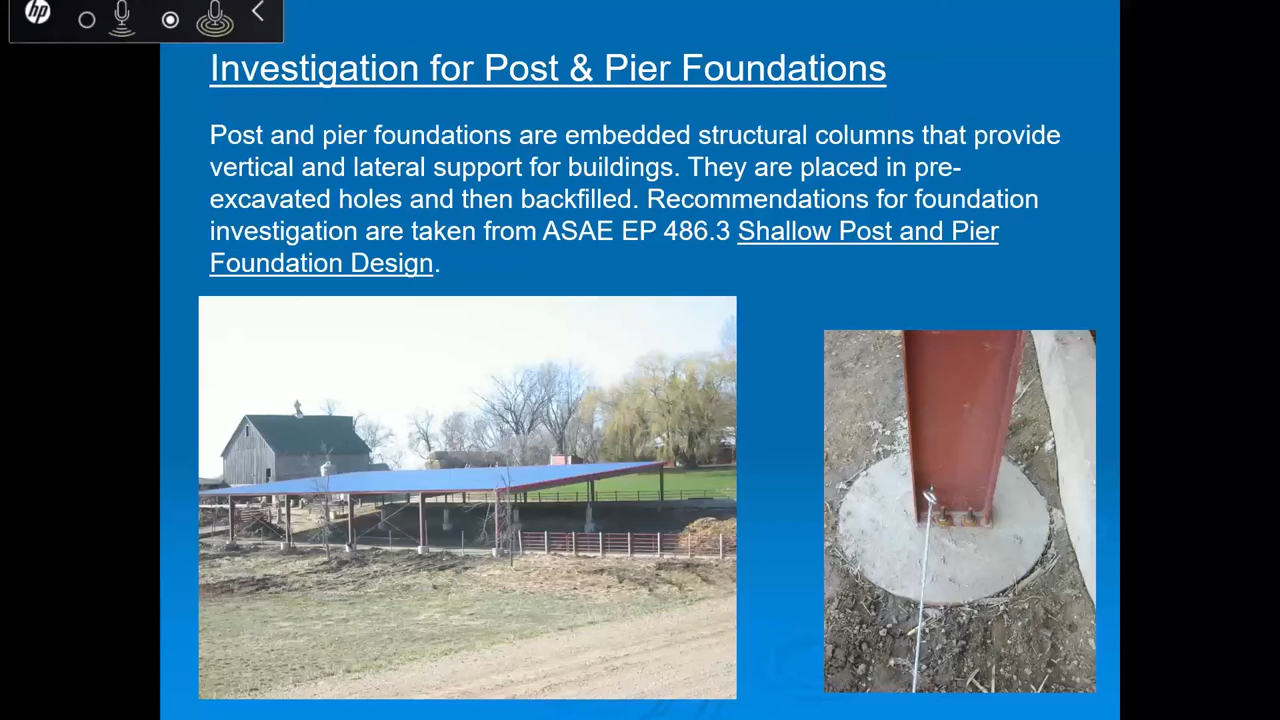 hp
Investigation for Post & Pier Foundations
Post and pier foundations are embedded structural columns that provide
vertical and lateral support for buildings. They are placed in pre-
excavated holes and then backfilled. Recommendations for foundation
investigation are taken from ASAE EP 486.3 Shallow Post and Pier
Foundation Design.